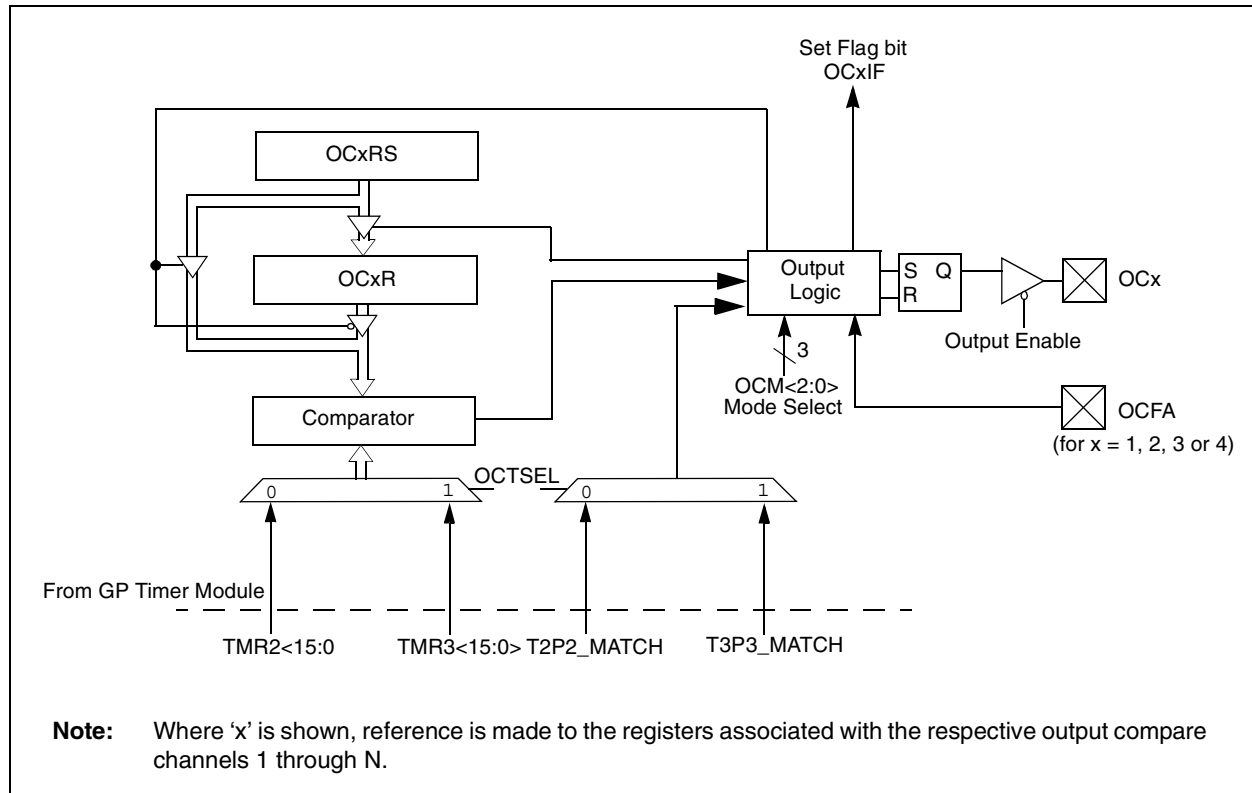 Set Flag bit
OCxIF
OCxRS
OCxR
Output
Logic
S Q
R
OCx
Output Enable
3
OCM<2:0>
Mode Select
OCFA
(for x = 1, 2, 3 or 4)
Comparator
OCTSEL
0 1
0 1
From GP Timer Module
TMR2<15:0
TMR3<15:0>
T2P2_MATCH
T3P3_MATCH
Note: Where ‘x’ is shown, reference is made to the registers associated with the respective output compare
channels 1 through N.